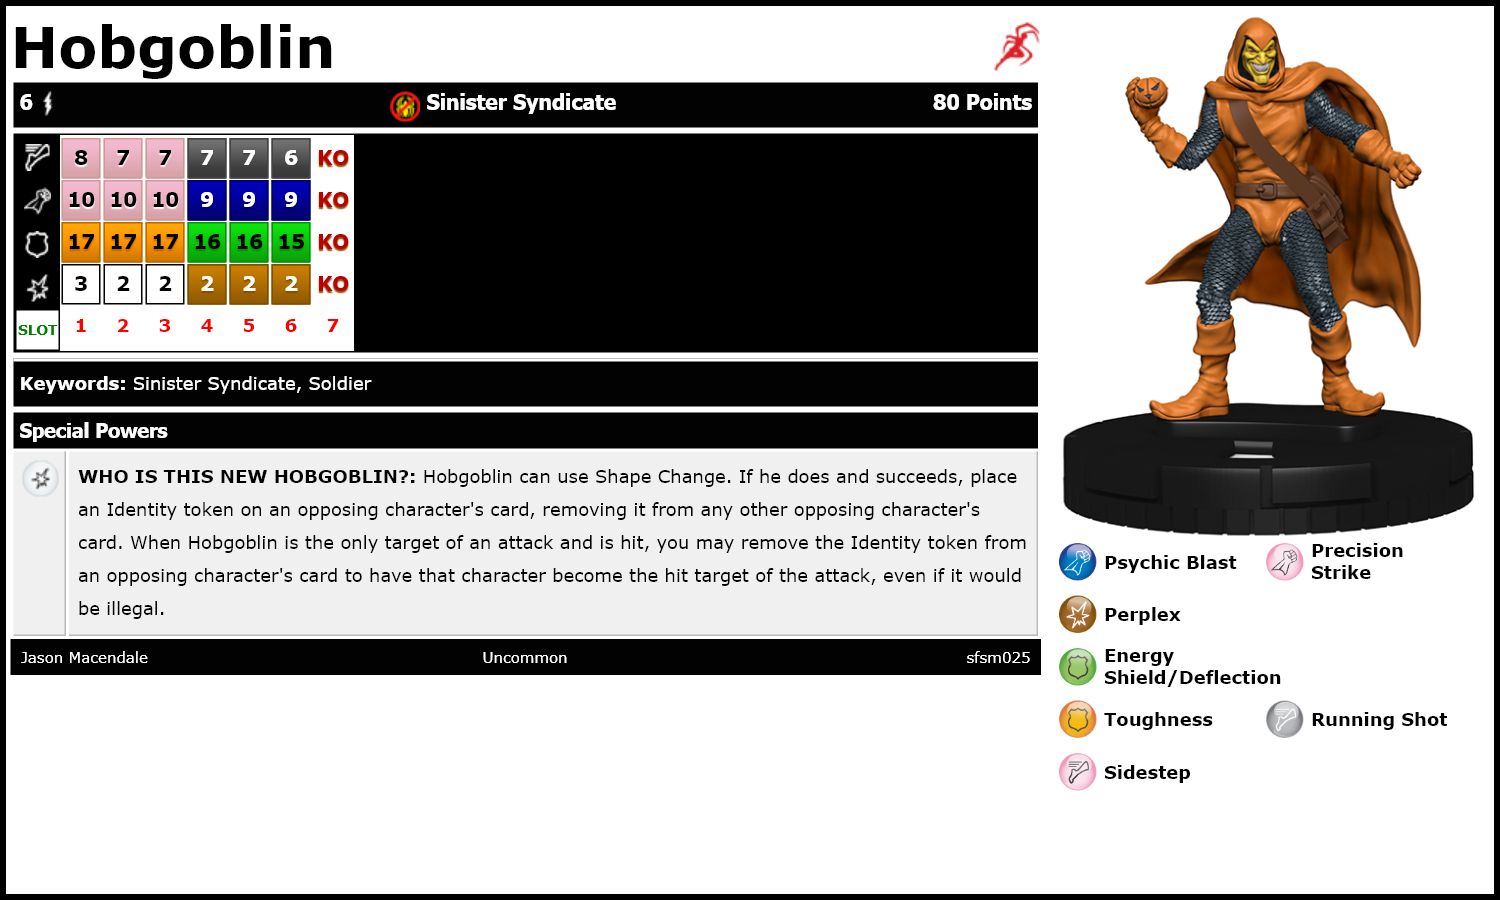 Hobgoblin
6 Sinister Syndicate 80 Points
8 7 7 7 7 6 KO
10 10 10 9 9 9 KO
17 17 17 16 16 15 KO
3 2 2 2 2 2 KO
SLOT 1 2 3 4 5 6 7
Keywords: Sinister Syndicate, Soldier
Special Powers
WHO IS THIS NEW HOBGOBLIN?: Hobgoblin can use Shape Change. If he does and succeeds, place
an Identity token on an opposing character's card, removing it from any other opposing character's
card. When Hobgoblin is the only target of an attack and is hit, you may remove the Identity token from
an opposing character's card to have that character become the hit target of the attack, even if it would
be illegal.
Jason Macendale Uncommon sfsm025
Psychic Blast
Precision
Strike
Perplex
Energy
Shield/Deflection
Toughness
Running Shot
Sidestep